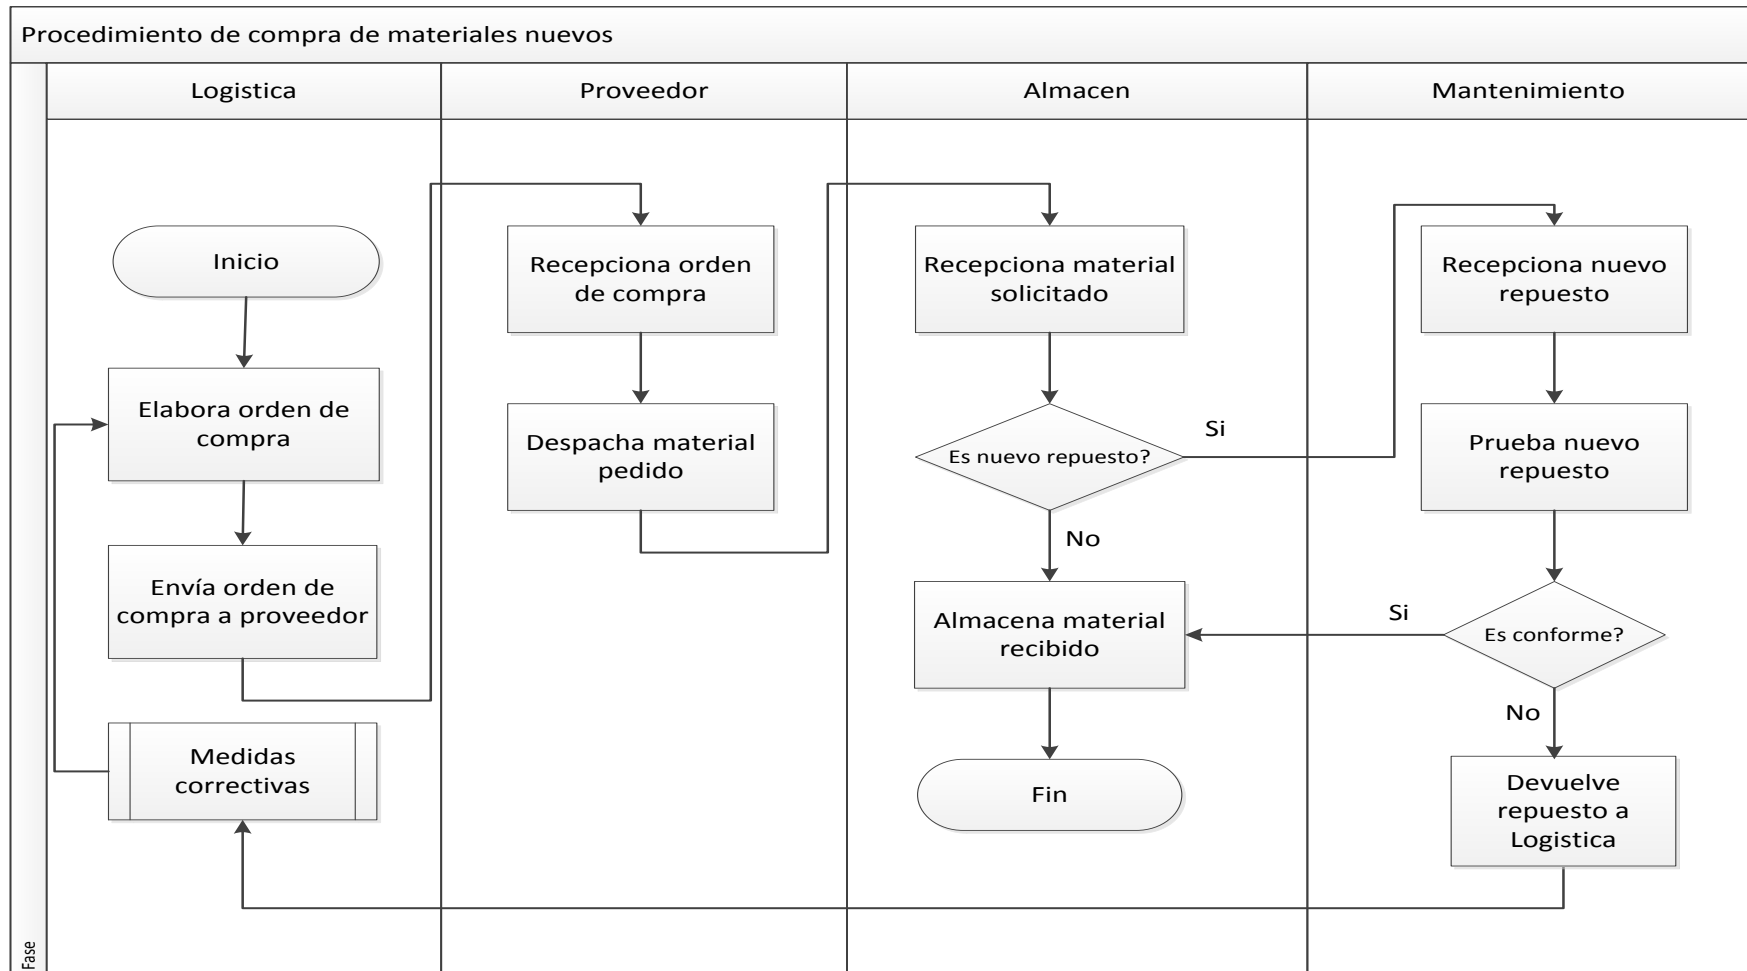 Procedimiento de compra de materiales nuevos
Logistica
Proveedor
Almacen
Mantenimiento
Inicio
Elabora orden de
compra
Envía orden de
compra a proveedor
Medidas
correctivas
Recepciona orden
de compra
Despacha material
pedido
Recepciona material
solicitado
Es nuevo repuesto?
Si
No
Almacena material
recibido
Fin
Recepciona nuevo
repuesto
Prueba nuevo
repuesto
Es conforme?
Si
No
Devuelve
repuesto a
Logistica
Fase